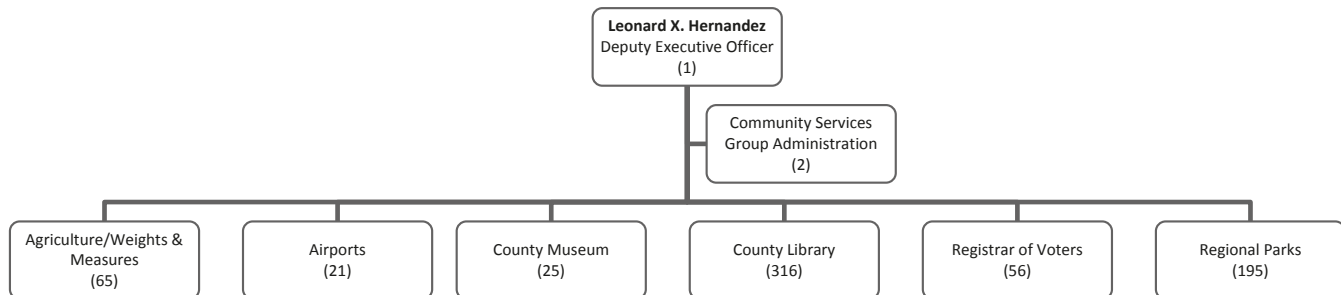 Leonard X. Hernandez
Deputy Executive Officer
(1)
Community Services
Group Administration
(2)
Agriculture/Weights &
Measures
(65)
Airports
(21)
County Museum
(25)
County Library
(316)
Registrar of Voters
(56)
Regional Parks
(195)